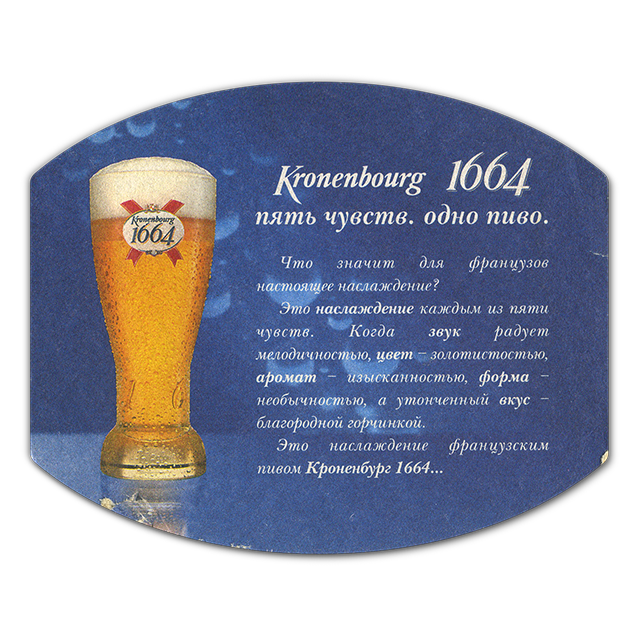 Kronenbourg 1664
пять чувств. одно пиво.
Kronenbourg
1664
Что значит для французов
настоящее наслаждение?
Это наслаждение каждым из пяти
чувств. Когда звук радует
мелодичностью, цвет – золотистостью,
аромат – изысканностью, форма –
необычностью, а утонченный вкус –
благородной горчинкой.
Это наслаждение французским
пивом Кроненбург 1664...
1 6